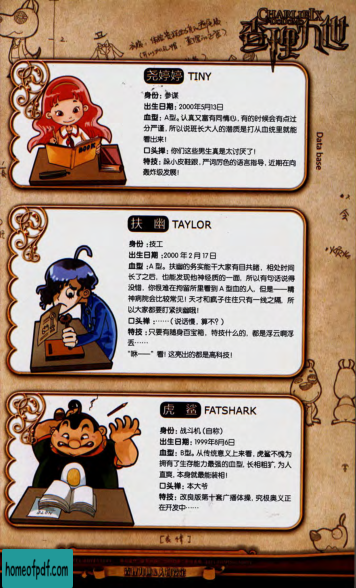 CHARLIE IX
Data base
尧婷婷 TINY
身份：参谋
出生日期：2000年5月13日
血型：A型。认真又富有同情心，有的时候会有点过
分严谨，所以说班长大人的潜质是打从血统里就能
看出来！
口头禅：你们这些男生真是太讨厌了！
特技：跺小皮鞋跟，严词厉色的语言指导，近期在向
轰炸级发展！
扶幽 TAYLOR
身份：技工
出生日期：2000年2月17日
血型：A型。扶幽的务实能干大家有目共睹，相处时间
长了之后，也能发现他神经质的一面，所以有句话说得
没错，你很难在拘留所里看到A型血的人，但是——精
神病院会比较常见！天才和疯子往往只有一线之隔，所
以大家都要盯紧扶幽哦！
口头禅：……（说话慢，算不？）
特技：只要有随身百宝箱，特技什么的，都是浮云啊浮
云……
“咻——”看！这亮出的都是高科技！
虎鲨 FATSHARK
身份：战斗机（自称）
出生日期：1999年8月6日
血型：B型。从传统意义上来看，虎鲨不愧为
拥有了生存能力最强的血型，长相粗犷，为人
直爽，本身就最能装相！
口头禅：本大爷
特技：改良版第十套广播体操，究极奥义正
在开发中……
homeofpdf.com